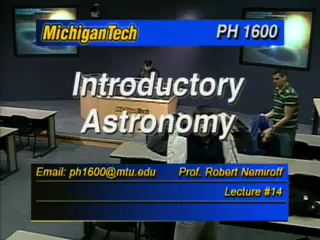 MichiganTech PH 1600
Introductory
Astronomy
Email: ph1600@mtu.edu Prof. Robert Nemiroff
Lecture #14